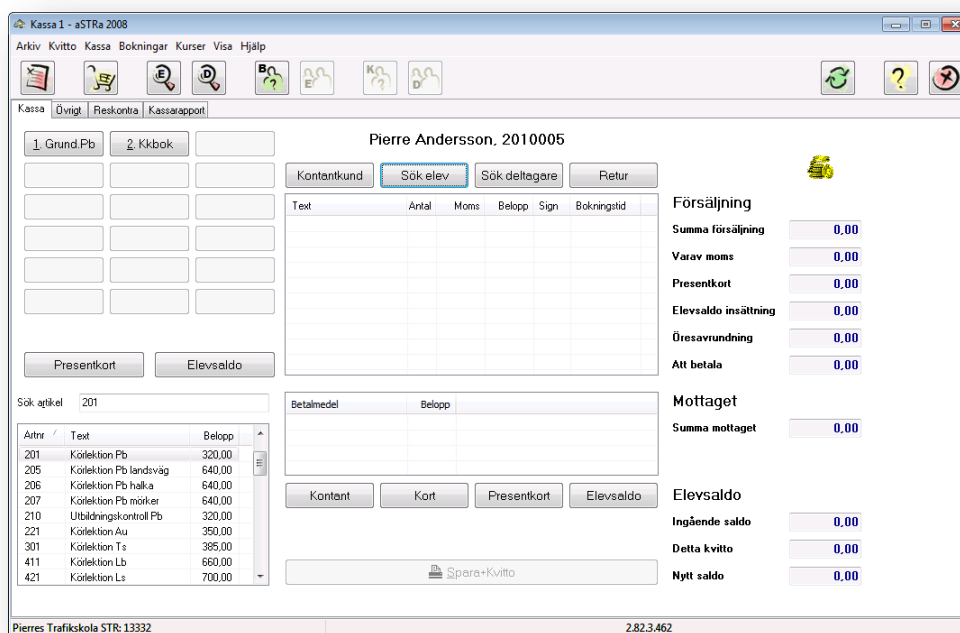 Kassa 1 - aSTRa 2008
Arkiv Kvitto Kassa Bokningar Kurser Visa Hjälp
E D B ? E K ? D ?
Kassa Övrigt Reskontra Kassarapport
1. Grund.Pb 2. Kkbok
Pierre Andersson, 2010005
Kontantkund Sök elev Sök deltagare Retur
Text Antal Moms Belopp Sign Bokningstid
Försäljning
Summa försäljning 0,00
Varav moms 0,00
Presentkort 0,00
Elevsaldo insättning 0,00
Öresavrundning 0,00
Att betala 0,00
Presentkort Elevsaldo
Sök artikel 201
Artnr Text Belopp
201 Körlektion Pb 320,00
205 Körlektion Pb landsväg 640,00
206 Körlektion Pb halka 640,00
207 Körlektion Pb mörker 640,00
210 Utbildningskontroll Pb 320,00
221 Körlektion Au 350,00
301 Körlektion Ts 385,00
411 Körlektion Lb 660,00
421 Körlektion Ls 700,00
Betalmedel Belopp
Kontant Kort Presentkort Elevsaldo
Spara+Kvitto
Mottaget
Summa mottaget 0,00
Elevsaldo
Ingående saldo 0,00
Detta kvitto 0,00
Nytt saldo 0,00
Pierres Trafikskola STR: 13332 2.82.3.462